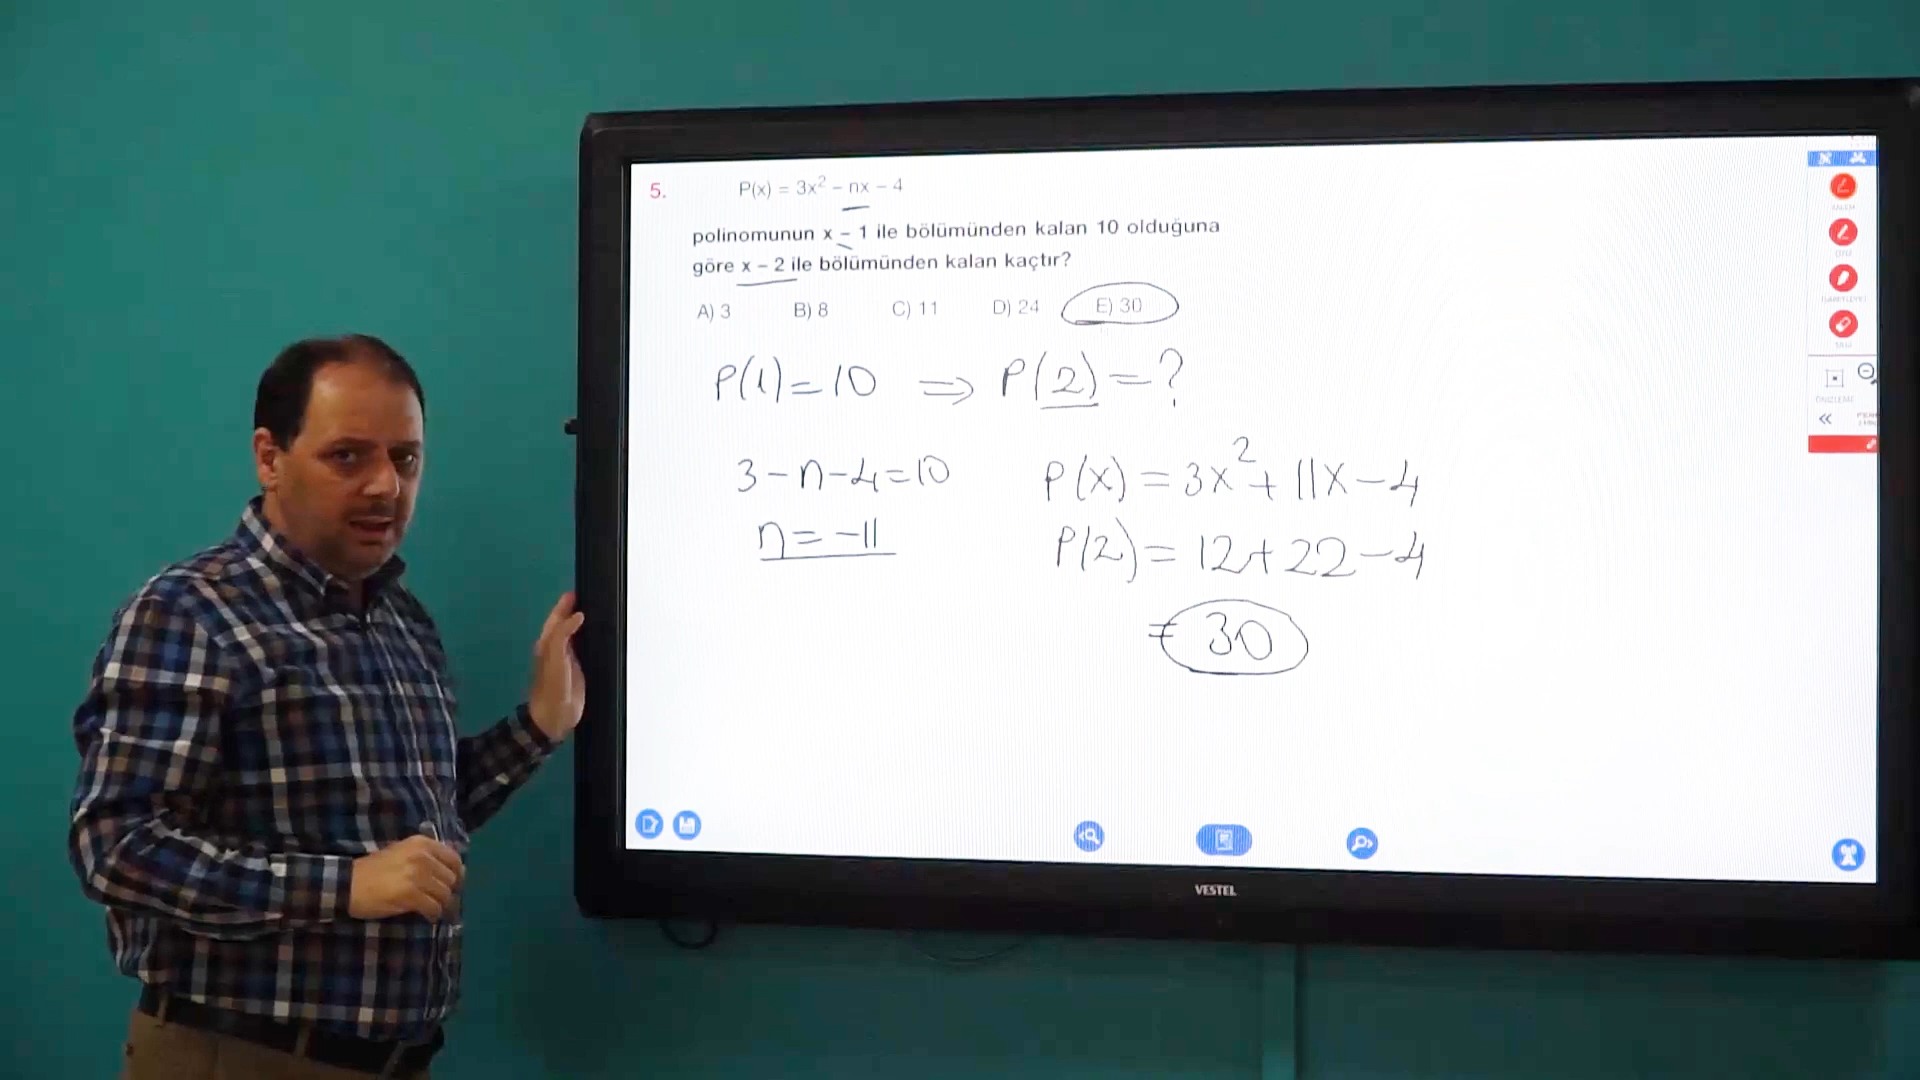 5. P(x) = 3x² – nx – 4
polinomunun x – 1 ile bölümünden kalan 10 olduğuna
göre x – 2 ile bölümünden kalan kaçtır?
A) 3 B) 8 C) 11 D) 24 E) 30
P(1) = 10 ⇒ P(2) = ?
3 – n – 4 = 10
n = –11
P(x) = 3x² + 11x – 4
P(2) = 12 + 22 – 4
= 30
VESTEL